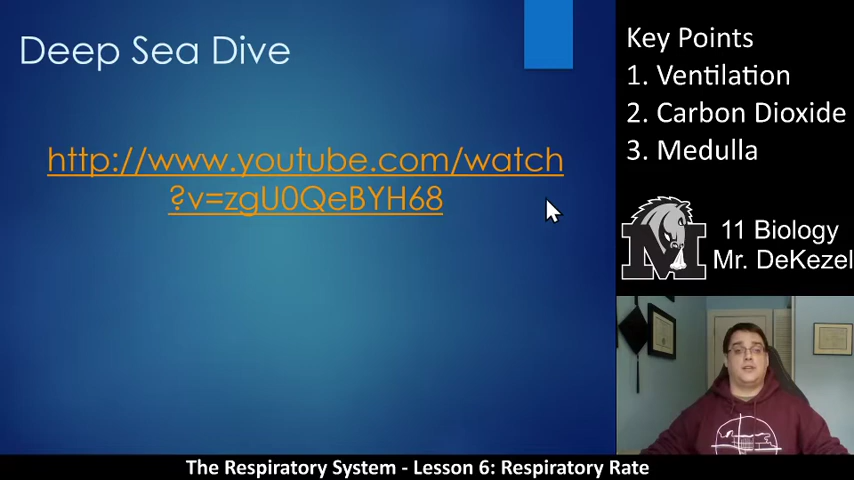 Deep Sea Dive
http://www.youtube.com/watch
?v=zgU0QeBYH68
Key Points
1. Ventilation
2. Carbon Dioxide
3. Medulla
M
11 Biology
Mr. DeKezel
The Respiratory System - Lesson 6: Respiratory Rate